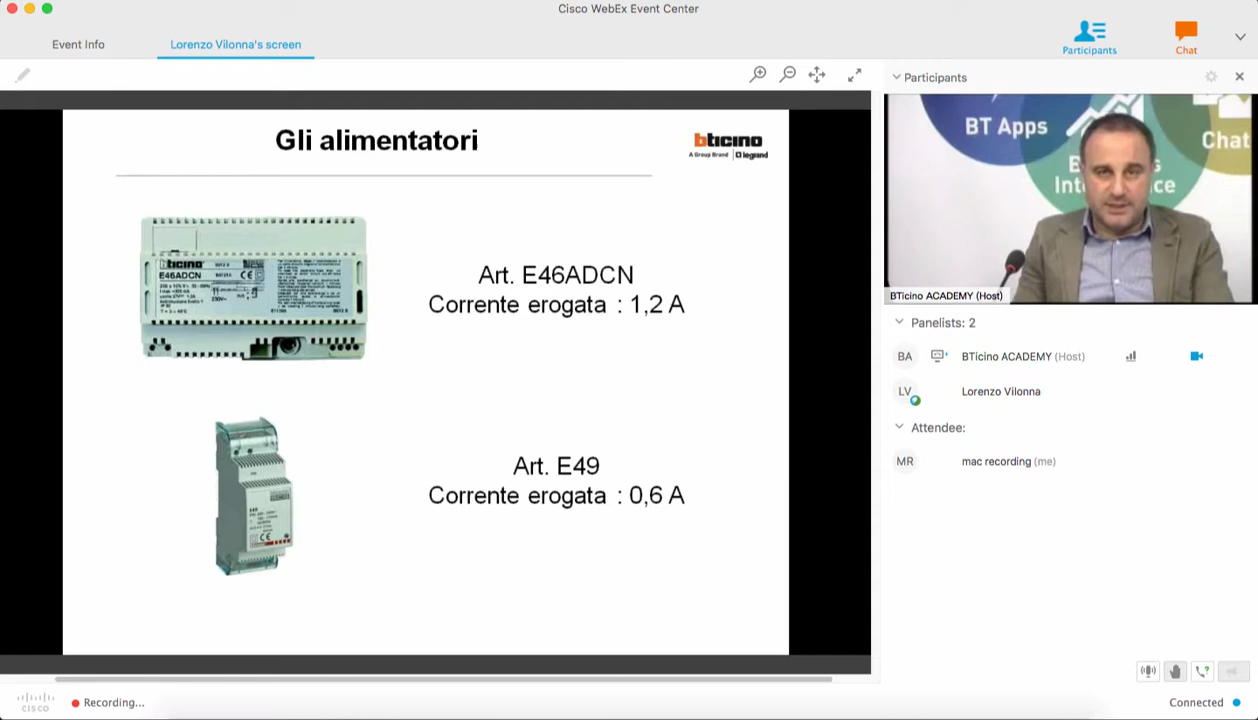 Cisco WebEx Event Center
Event Info
Lorenzo Vilonna's screen
Participants
Chat
Participants
Gli alimentatori
bticino
A Group Brand
legrand
bticino
E46ADCN
Art. E46ADCN
Corrente erogata : 1,2 A
E49
Art. E49
Corrente erogata : 0,6 A
BT Apps
Chat
BTicino ACADEMY (Host)
Panelists: 2
BA
BTicino ACADEMY (Host)
LV
Lorenzo Vilonna
Attendee:
MR
mac recording (me)
CISCO
Recording...
Connected